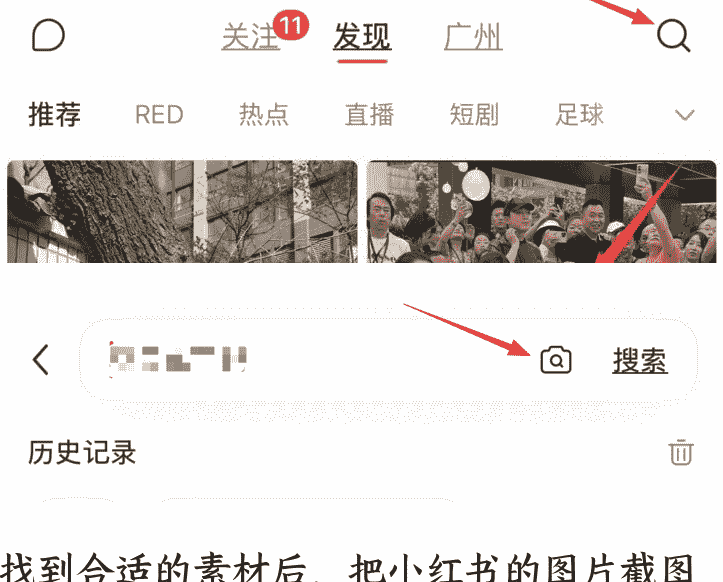 关注 11 发现 广州
推荐 RED 热点 直播 短剧 足球
搜索
历史记录
找到合适的素材后，把小红书的图片截图